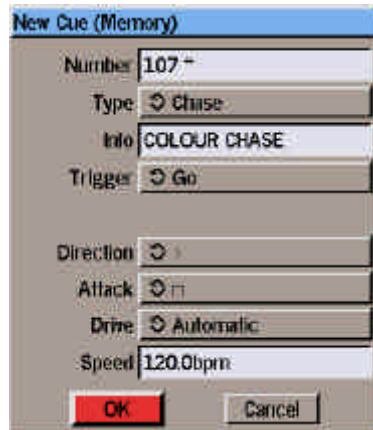 New Cue (Memory)
Number 107
Type Chase
Info COLOUR CHASE
Trigger Go
Direction
Attack
Drive Automatic
Speed 120.0bpm
OK Cancel